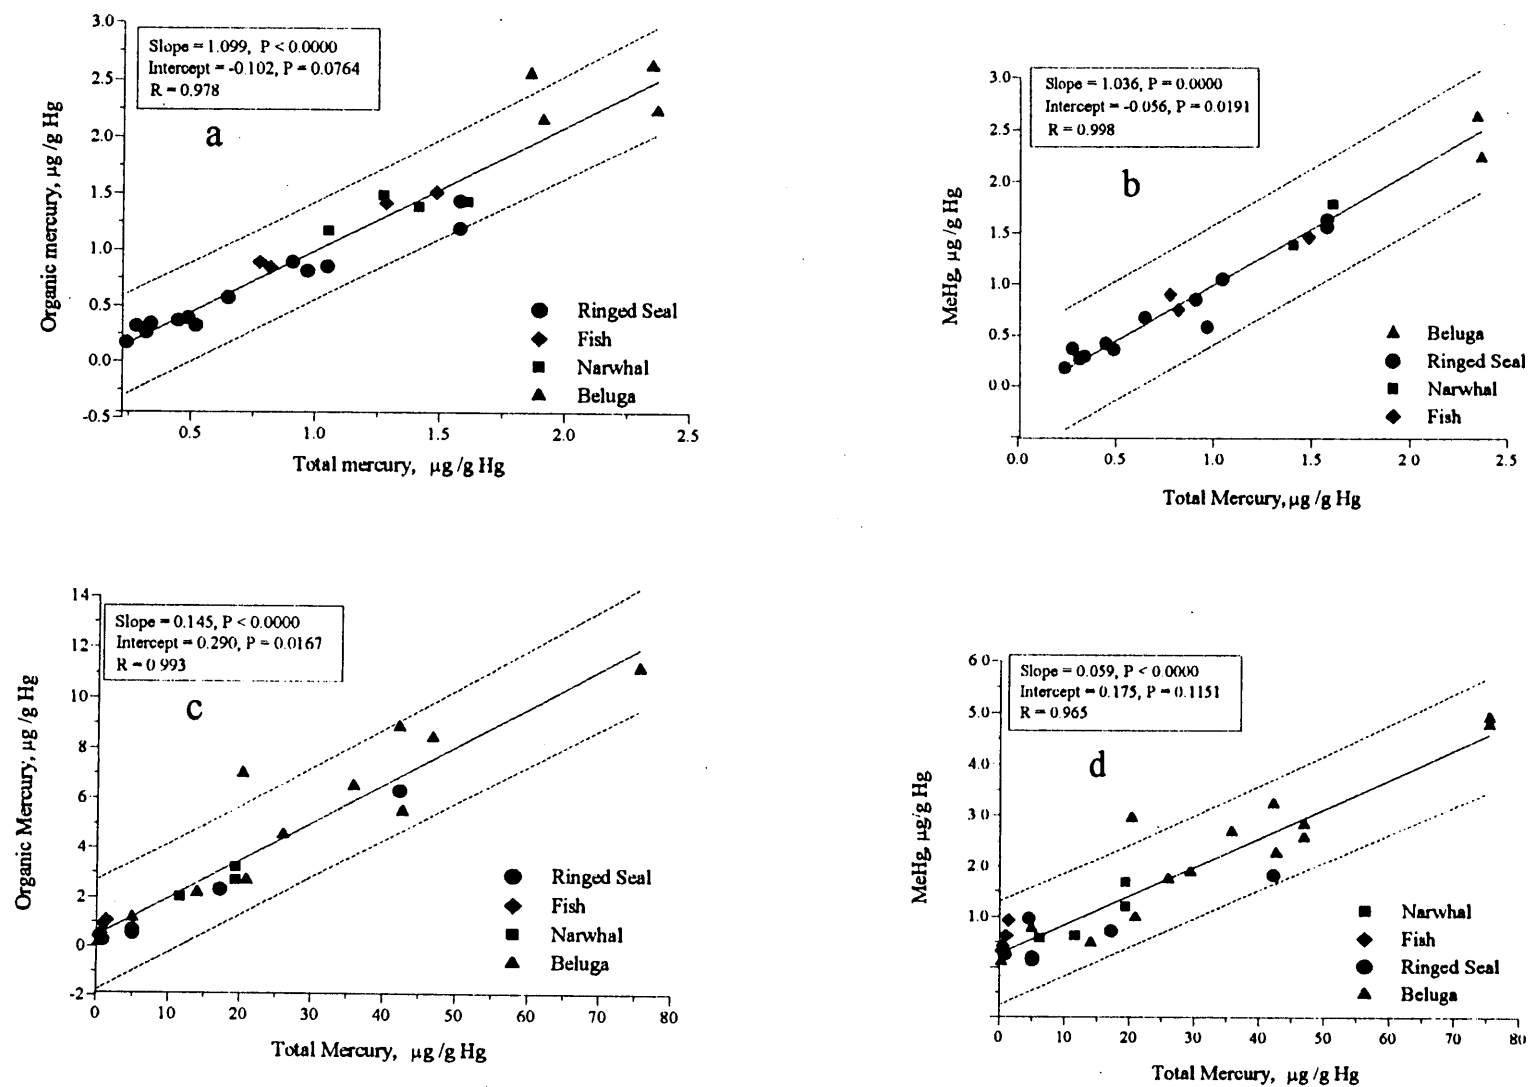 3.0
2.5
2.0
1.5
1.0
0.5
0.0
-0.5
Organic mercury, µg /g Hg
Slope = 1.099, P < 0.0000
Intercept = -0.102, P = 0.0764
R = 0.978
a
Ringed Seal
Fish
Narwhal
Beluga
0.5 1.0 1.5 2.0 2.5
Total mercury, µg /g Hg
3.0
2.5
2.0
1.5
1.0
0.5
0 0
MeHg, µg /g Hg
Slope = 1.036, P = 0.0000
Intercept = -0.056, P = 0.0191
R = 0.998
b
Beluga
Ringed Seal
Narwhal
Fish
0.0 0.5 1.0 1.5 2 0 2.5
Total Mercury, µg /g Hg
14
12
10
8
6
4
2
0
-2
Organic Mercury, µg /g Hg
Slope = 0.145, P < 0.0000
Intercept = 0.290, P = 0.0167
R = 0 993
c
Ringed Seal
Fish
Narwhal
Beluga
0 10 20 30 40 50 60 70 80
Total Mercury, µg /g Hg
6 0
5.0
4.0
3.0
2.0
1.0
MeHg, µg/g Hg
Slope = 0.059, P < 0.0000
Intercept = 0.175, P = 0.1151
R = 0.965
d
Narwhal
Fish
Ringed Seal
Beluga
0 10 20 30 40 50 60 70 80
Total Mercury, µg /g Hg